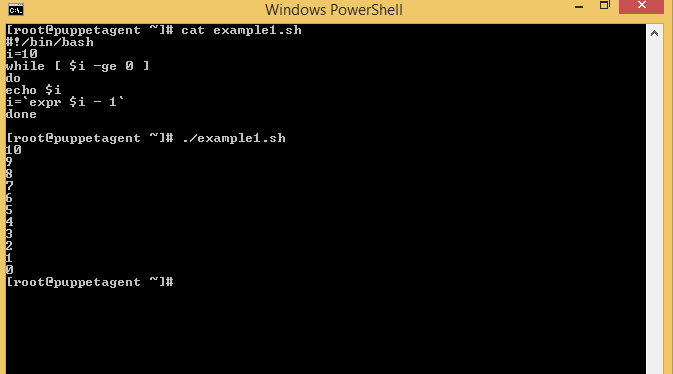 Windows PowerShell
[root@puppetagent ~]# cat example1.sh
#!/bin/bash
i=10
while [ $i -ge 0 ]
do
echo $i
i=`expr $i - 1`
done

[root@puppetagent ~]# ./example1.sh
10
9
8
7
6
5
4
3
2
1
0
[root@puppetagent ~]#